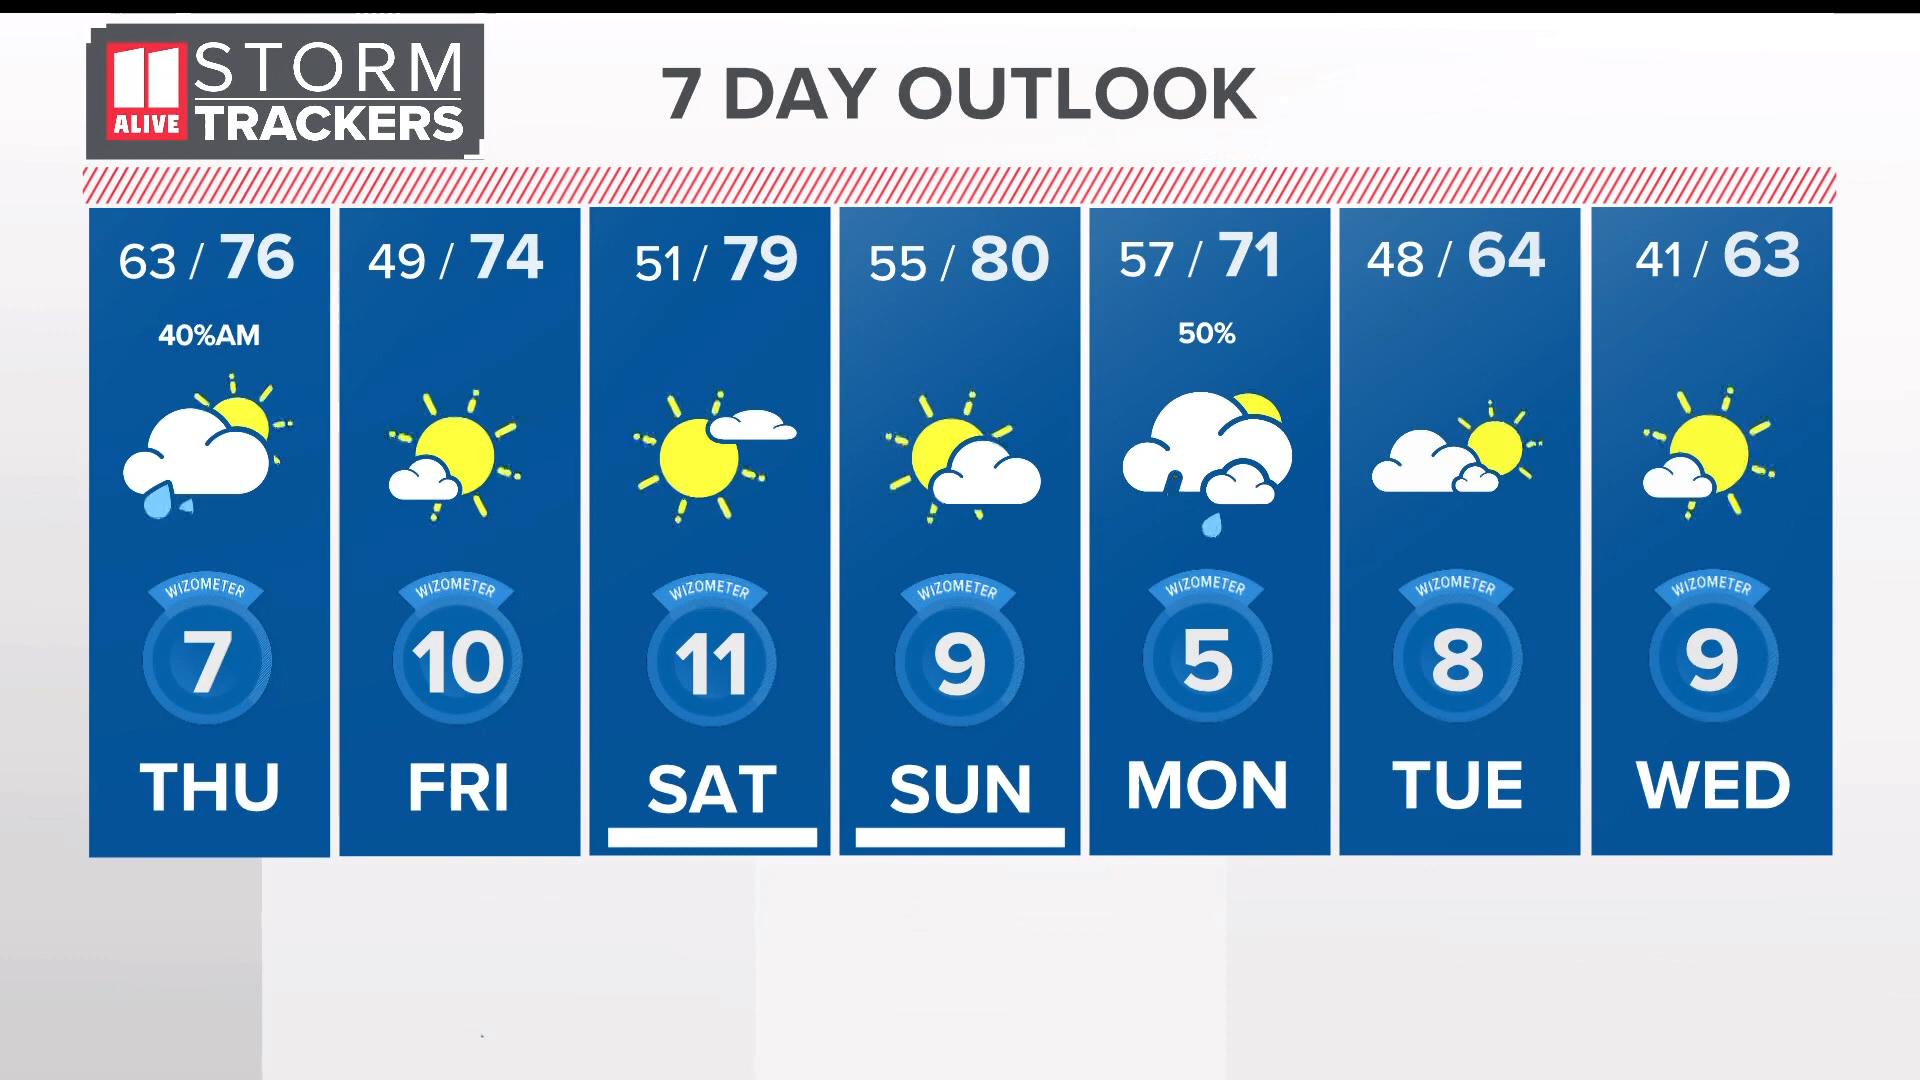 11 ALIVE
STORM
TRACKERS
7 DAY OUTLOOK
63 / 76
40%AM
WIZOMETER
7
THU
49 / 74
WIZOMETER
10
FRI
51 / 79
WIZOMETER
11
SAT
55 / 80
WIZOMETER
9
SUN
57 / 71
50%
WIZOMETER
5
MON
48 / 64
WIZOMETER
8
TUE
41 / 63
WIZOMETER
9
WED